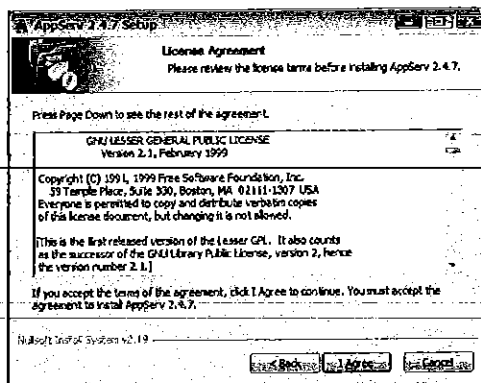 AppServ 2.4.7 Setup
License Agreement
Please review the license terms before installing AppServ 2.4.7.
Press Page Down to see the rest of the agreement.
GNU LESSER GENERAL PUBLIC LICENSE
Version 2.1, February 1999
Copyright (C) 1991, 1999 Free Software Foundation, Inc.
59 Temple Place, Suite 330, Boston, MA 02111-1307 USA
Everyone is permitted to copy and distribute verbatim copies
of this license document, but changing it is not allowed.
[This is the first released version of the Lesser GPL. It also counts
as the successor of the GNU Library Public License, version 2, hence
the version number 2.1.]
If you accept the terms of the agreement, click I Agree to continue. You must accept the
agreement to install AppServ 2.4.7.
Nullsoft Install System v2.19
< Back I Agree Cancel